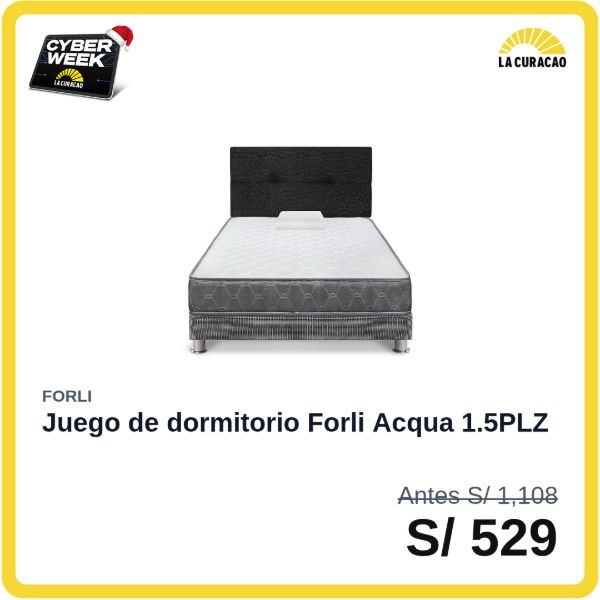 CYBER
WEEK
LA CURACAO
LA CURACAO
FORLI
Juego de dormitorio Forli Acqua 1.5PLZ
Antes S/ 1,108
S/ 529